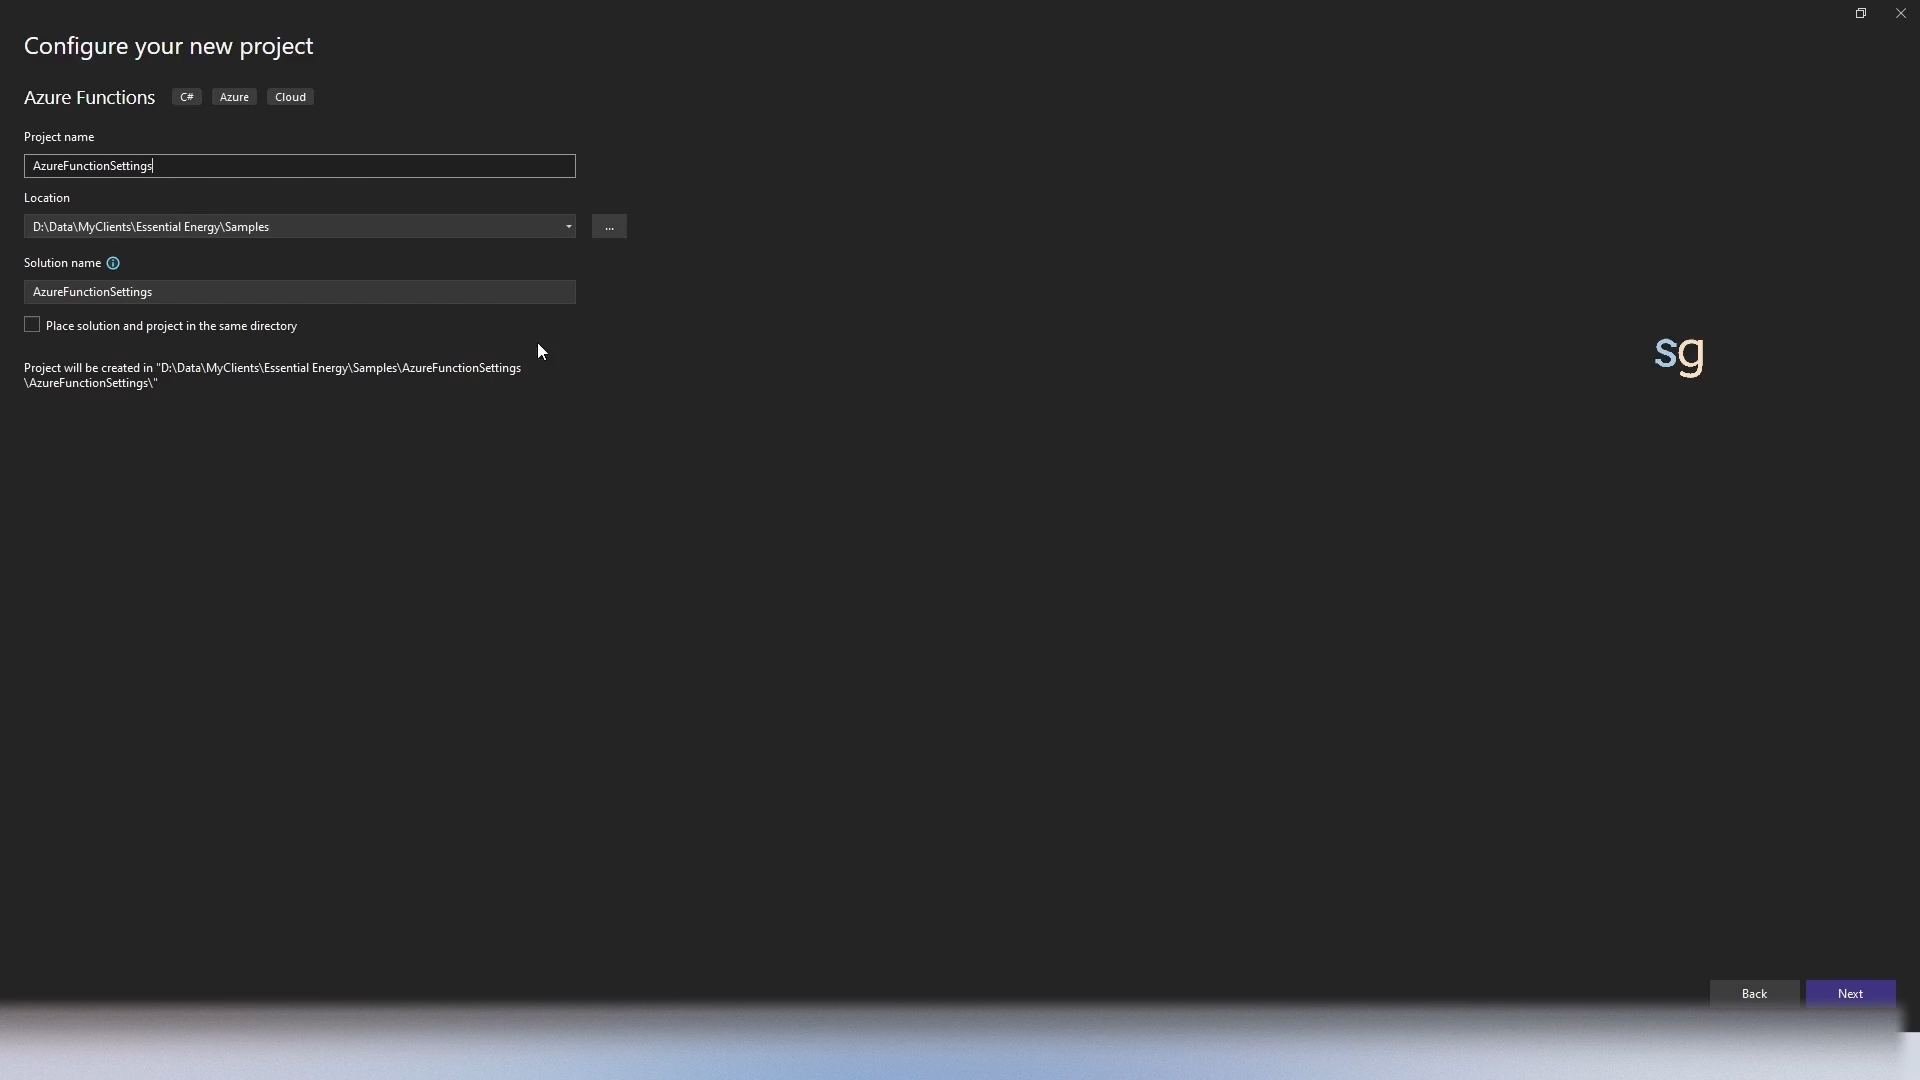 Configure your new project
Azure Functions C# Azure Cloud
Project name
AzureFunctionSettings
Location
D:\Data\MyClients\Essential Energy\Samples
...
Solution name
AzureFunctionSettings
Place solution and project in the same directory
Project will be created in "D:\Data\MyClients\Essential Energy\Samples\AzureFunctionSettings
\AzureFunctionSettings\"
sg
Back Next